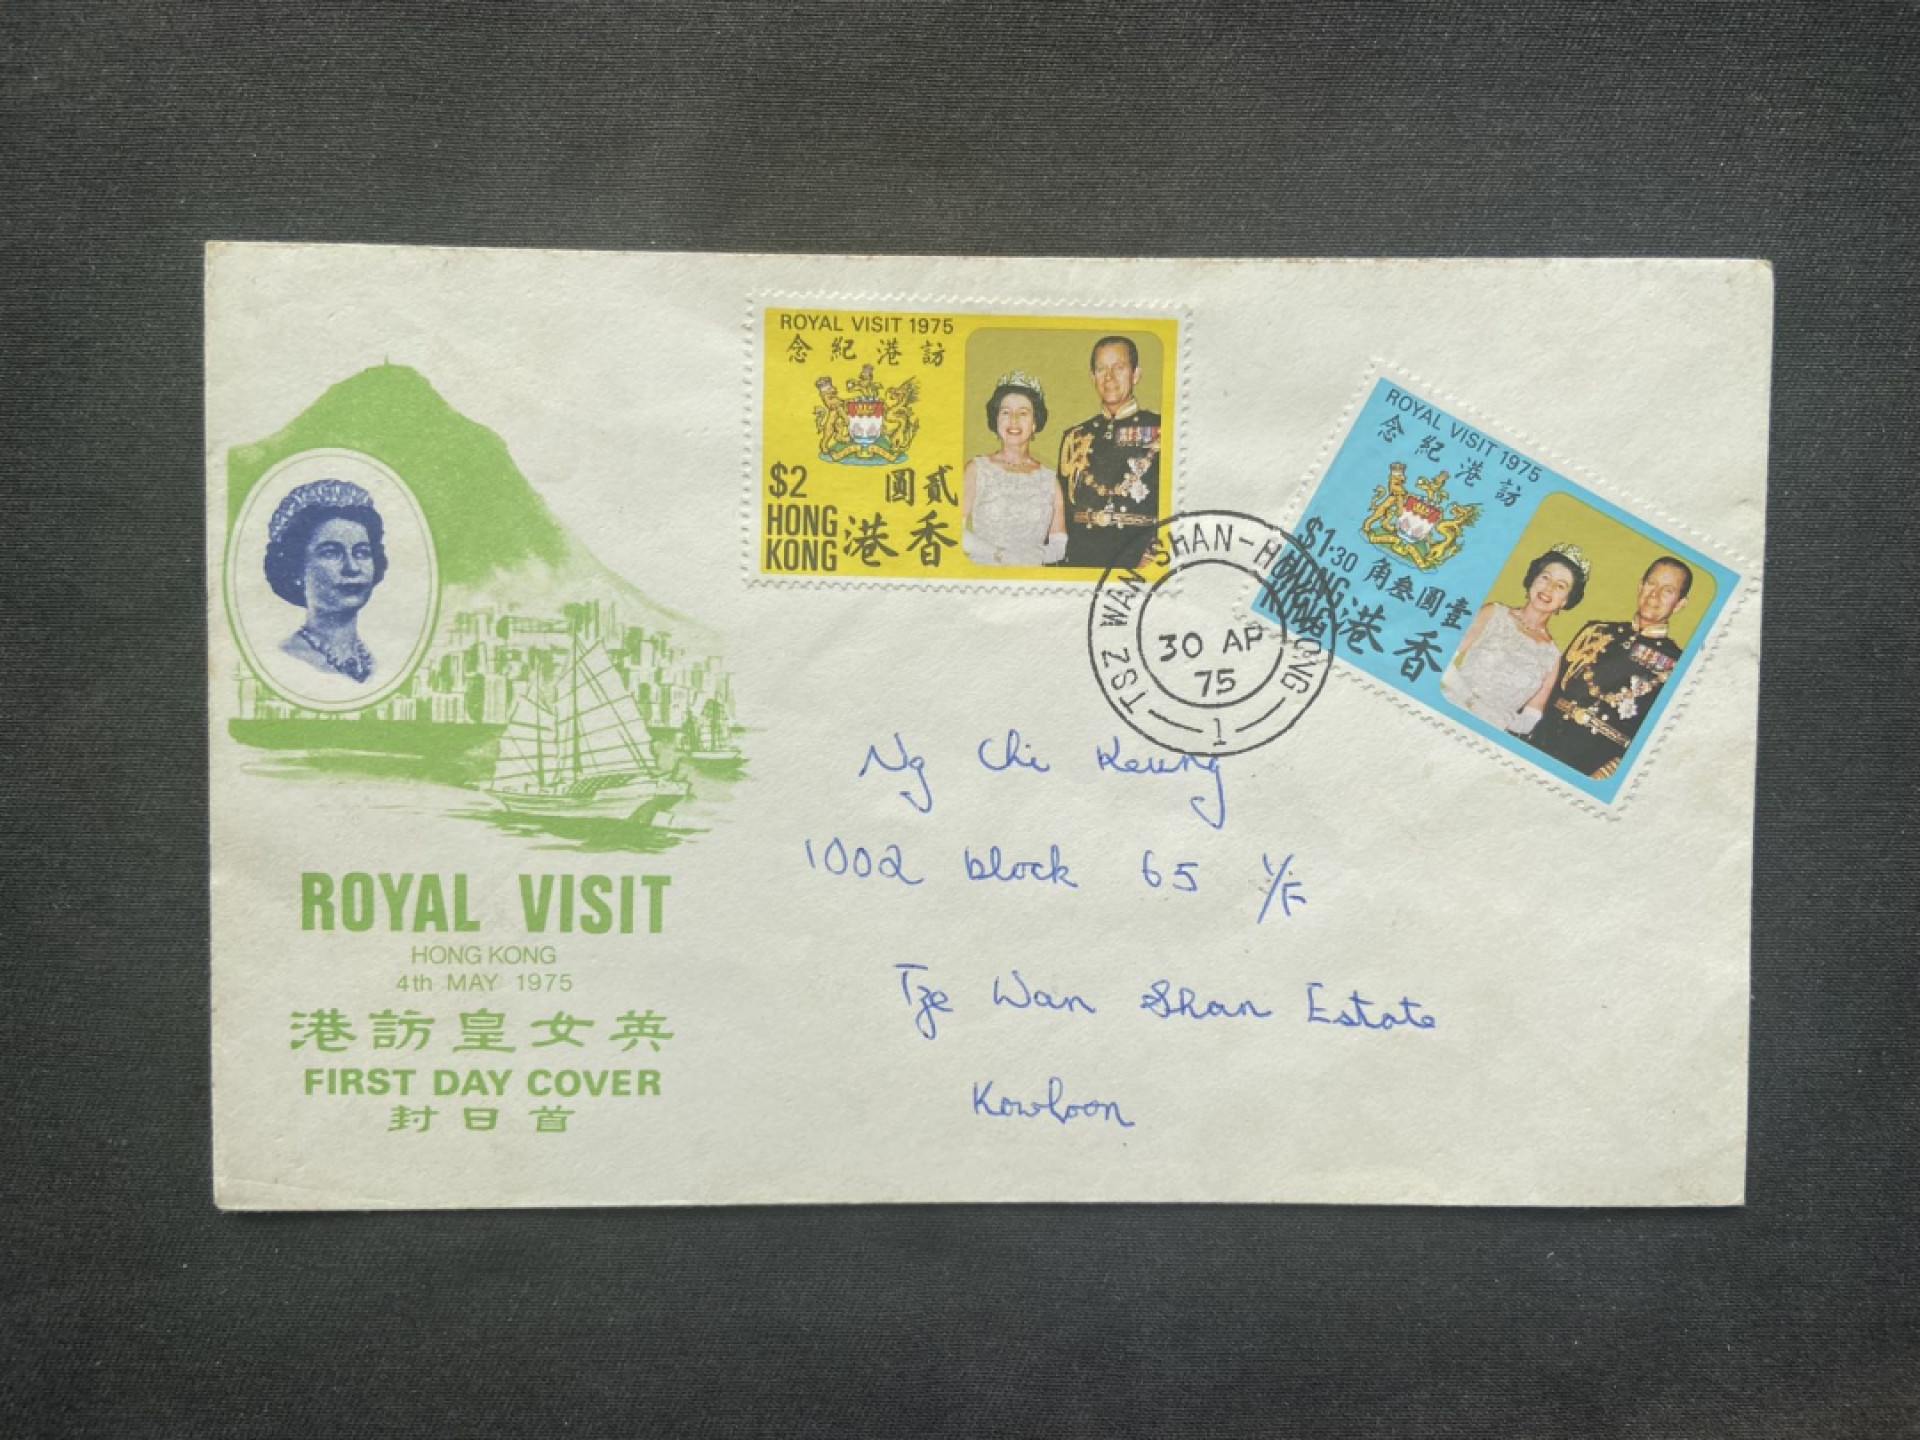 ROYAL VISIT 1975
念紀港訪
$2 圓貳
HONG KONG 港香
ROYAL VISIT 1975
念紀港訪
$1.30 角叁圓壹
HONG KONG 港香
TSZ WAN SHAN - HONG KONG
30 AP
75
1
ROYAL VISIT
HONG KONG
4th MAY 1975
港訪皇女英
FIRST DAY COVER
封日首
Ng Chi Keung
1002 block 65 1/F
Tze Wan Shan Estate
Kowloon